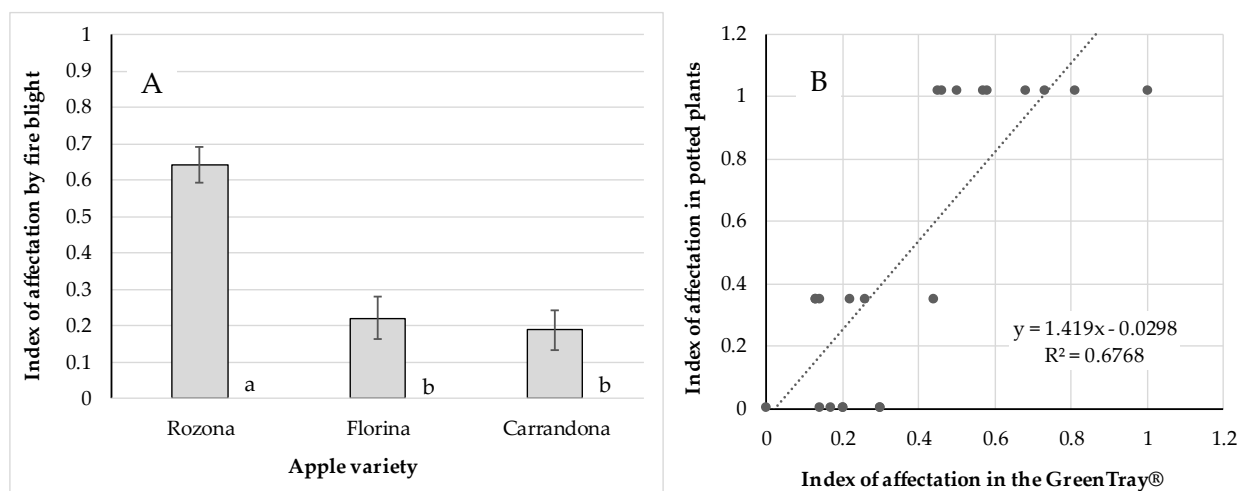 A
Index of affectation by fire blight
1
0.9
0.8
0.7
0.6
0.5
0.4
0.3
0.2
0.1
0
a
b
b
Rozona
Florina
Carrandona
Apple variety
B
Index of affectation in potted plants
1.2
1
0.8
0.6
0.4
0.2
0
y = 1.419x - 0.0298
R² = 0.6768
0
0.2
0.4
0.6
0.8
1
1.2
Index of affectation in the GreenTray®